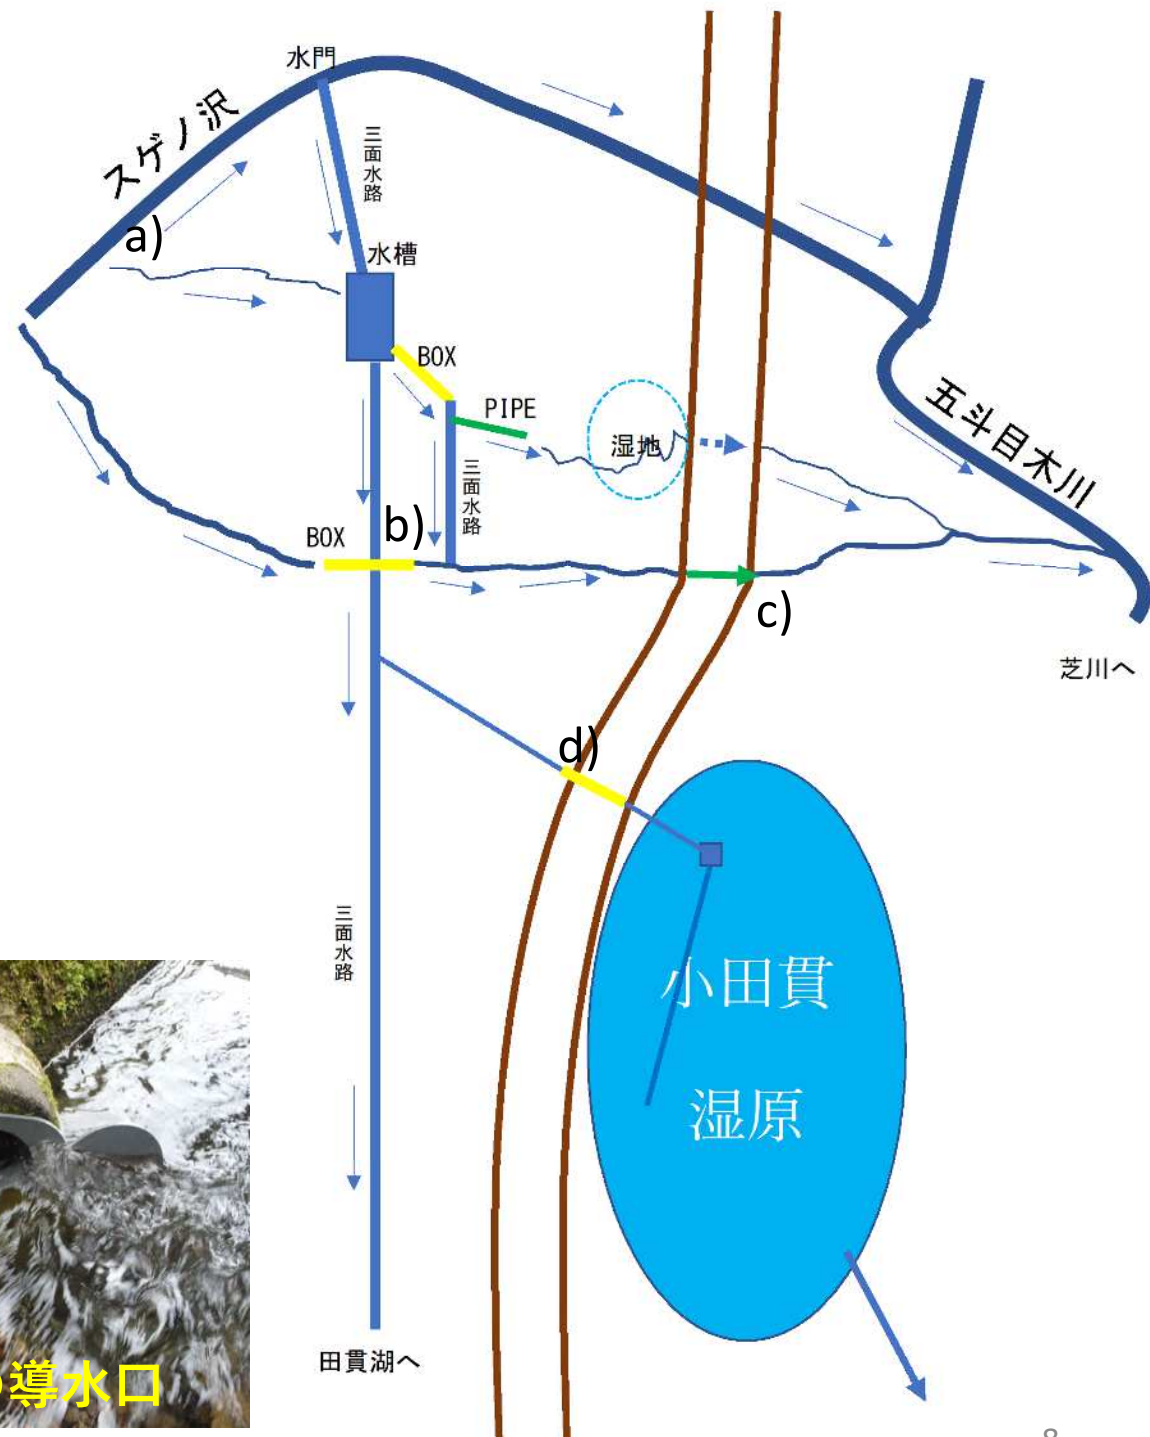 水門
スゲノ沢
三面水路
a)
水槽
BOX
PIPE
湿地
五斗目木川
三面水路
b)
BOX
c)
芝川へ
d)
三面水路
小田貫
湿原
導水口
田貫湖へ